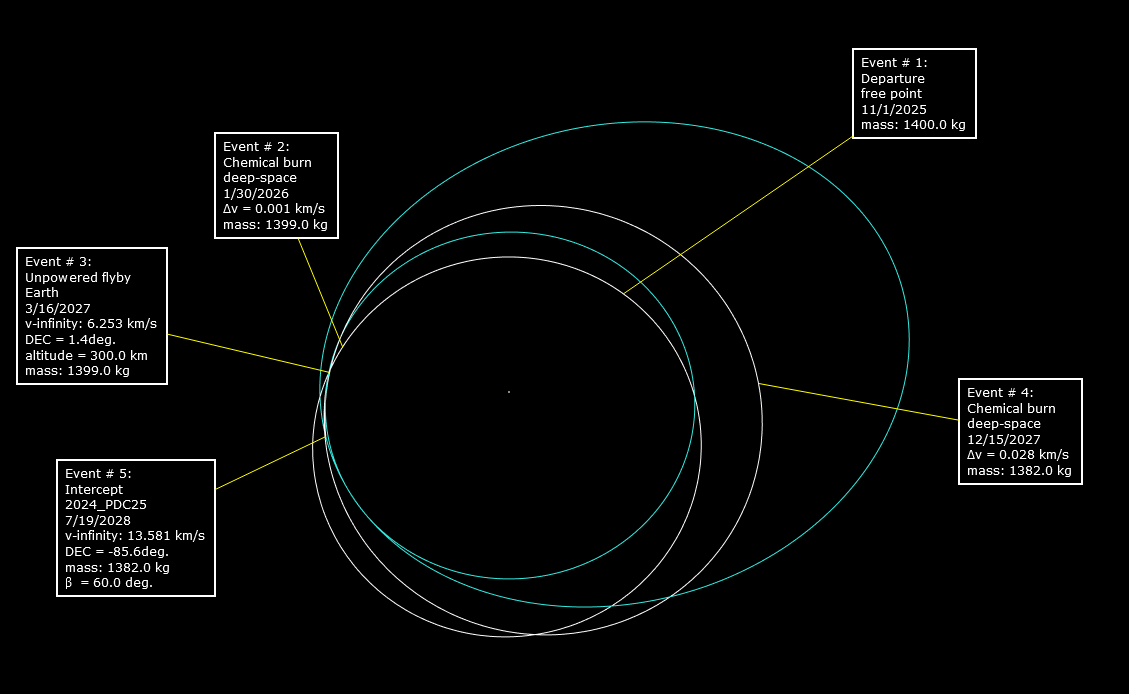 Event # 1:
Departure
free point
11/1/2025
mass: 1400.0 kg
Event # 2:
Chemical burn
deep-space
1/30/2026
Δv = 0.001 km/s
mass: 1399.0 kg
Event # 3:
Unpowered flyby
Earth
3/16/2027
v-infinity: 6.253 km/s
DEC = 1.4deg.
altitude = 300.0 km
mass: 1399.0 kg
Event # 4:
Chemical burn
deep-space
12/15/2027
Δv = 0.028 km/s
mass: 1382.0 kg
Event # 5:
Intercept
2024_PDC25
7/19/2028
v-infinity: 13.581 km/s
DEC = -85.6deg.
mass: 1382.0 kg
β = 60.0 deg.